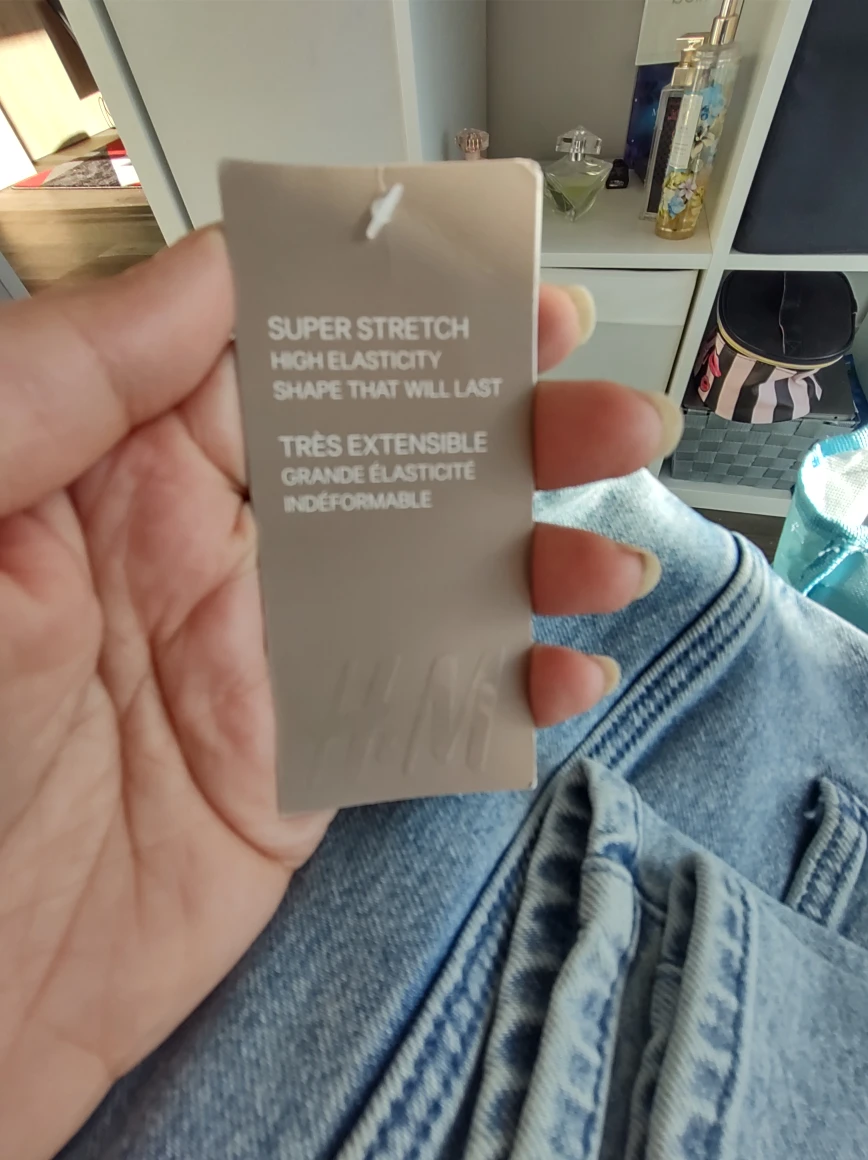 SUPER STRETCH
HIGH ELASTICITY
SHAPE THAT WILL LAST
TRÈS EXTENSIBLE
GRANDE ÉLASTICITÉ
INDÉFORMABLE
H&M